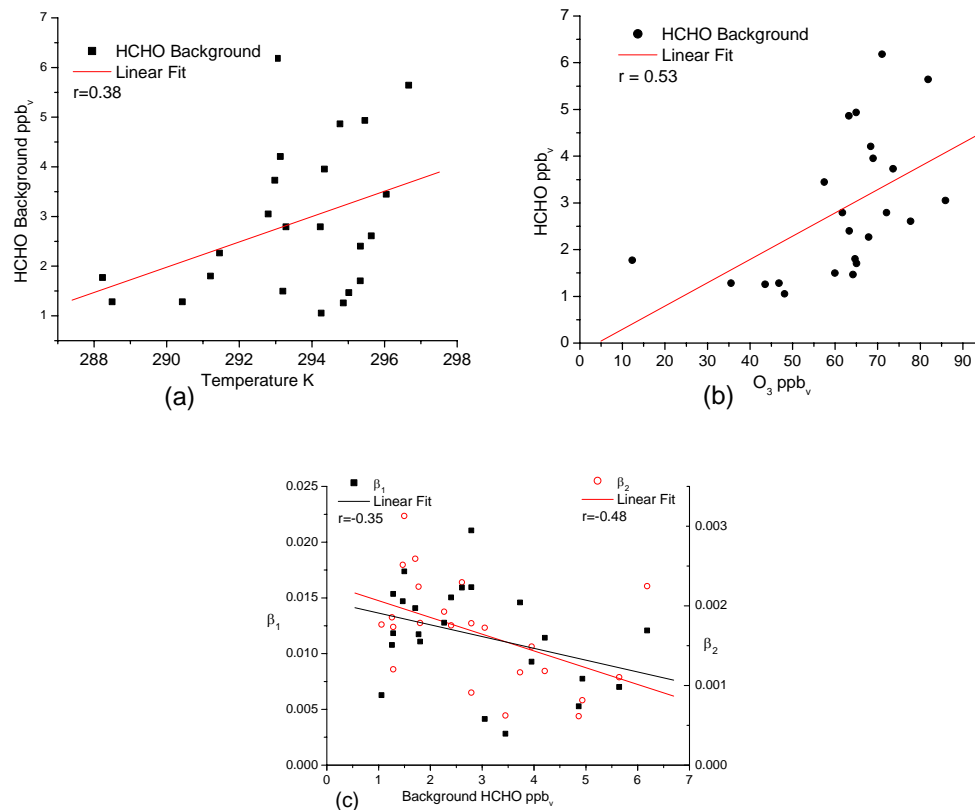 HCHO Background
Linear Fit
r=0.38
HCHO Background ppbv
7
6
5
4
3
2
1
288 290 292 294 296 298
Temperature K
(a)
HCHO Background
Linear Fit
r = 0.53
HCHO ppbv
7
6
5
4
3
2
1
0
0 10 20 30 40 50 60 70 80 90
O3 ppbv
(b)
β1
Linear Fit
r=-0.35
β2
Linear Fit
r=-0.48
β1
0.025
0.020
0.015
0.010
0.005
0.000
β2
0.003
0.002
0.001
0.000
0 1 2 3 4 5 6 7
Background HCHO ppbv
(c)